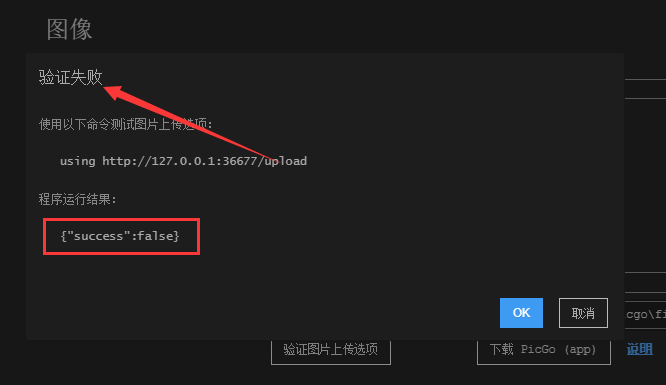 图像
验证失败
使用以下命令测试图片上传选项:
using http://127.0.0.1:36677/upload
程序运行结果:
{"success":false}
OK
取消
cgo\fi
验证图片上传选项
下载 PicGo (app)
说明